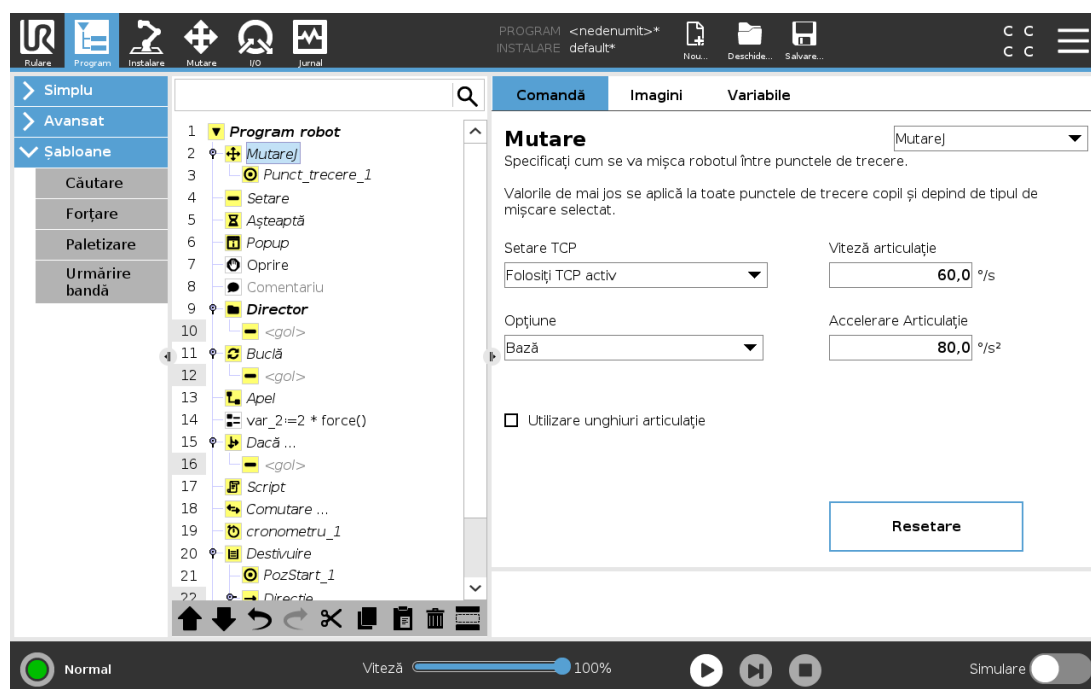 PROGRAM <nedenumit>*
INSTALARE default*
Rulare
Program
Instalare
Mutare
I/O
Jurnal
Nou...
Deschide...
Salvare...
C C
C C
Simplu
Avansat
Șabloane
Căutare
Forțare
Paletizare
Urmărire
bandă
1 Program robot
2 MutareJ
3 Punct_trecere_1
4 Setare
5 Așteaptă
6 Popup
7 Oprire
8 Comentariu
9 Director
10 <gol>
11 Buclă
12 <gol>
13 Apel
14 var_2:=2 * force()
15 Dacă ...
16 <gol>
17 Script
18 Comutare ...
19 cronometru_1
20 Destivuire
21 PozStart_1
22 Direcție
Comandă
Imagini
Variabile
Mutare
MutareJ
Specificați cum se va mișca robotul între punctele de trecere.
Valorile de mai jos se aplică la toate punctele de trecere copil și depind de tipul de
mișcare selectat.
Setare TCP
Viteză articulație
Folosiți TCP activ
60,0 °/s
Opțiune
Accelerare Articulație
Bază
80,0 °/s²
Utilizare unghiuri articulație
Resetare
Normal
Viteză
100%
Simulare